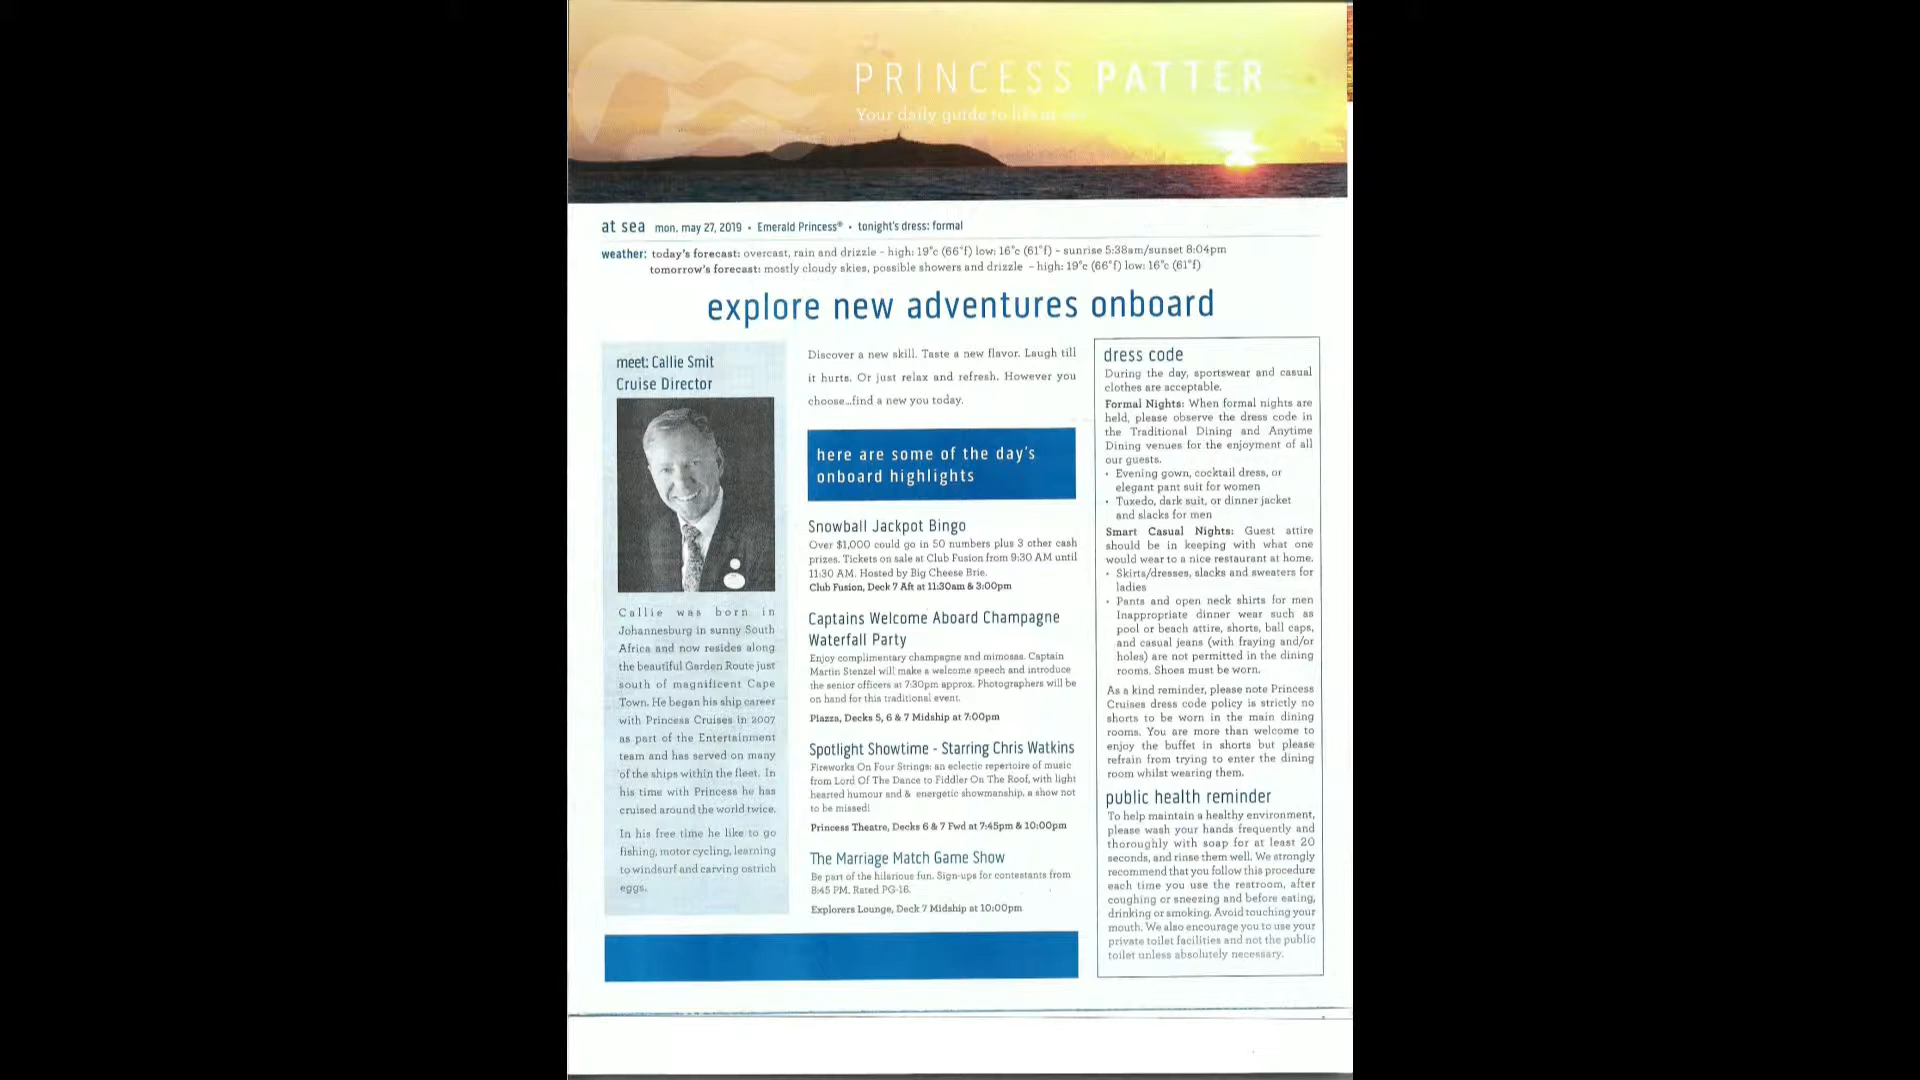 PRINCESS PATTER
Your daily guide to life at sea
at sea mon. may 27, 2019 • Emerald Princess® • tonight's dress: formal
weather: today's forecast: overcast, rain and drizzle - high: 19°c (66°f) low: 16°c (61°f) - sunrise 5:38am/sunset 8:04pm
tomorrow's forecast: mostly cloudy skies, possible showers and drizzle - high: 19°c (66°f) low: 16°c (61°f)
explore new adventures onboard
meet: Callie Smit
Cruise Director
Callie was born in
Johannesburg in sunny South
Africa and now resides along
the beautiful Garden Route just
south of magnificent Cape
Town. He began his ship career
with Princess Cruises in 2007
as part of the Entertainment
team and has served on many
of the ships within the fleet. In
his time with Princess he has
cruised around the world twice.
In his free time he like to go
fishing, motor cycling, learning
to windsurf and carving ostrich
eggs.
Discover a new skill. Taste a new flavor. Laugh till
it hurts. Or just relax and refresh. However you
choose...find a new you today.
here are some of the day's
onboard highlights
Snowball Jackpot Bingo
Over $1,000 could go in 50 numbers plus 3 other cash
prizes. Tickets on sale at Club Fusion from 9:30 AM until
11:30 AM. Hosted by Big Cheese Brie.
Club Fusion, Deck 7 Aft at 11:30am & 3:00pm
Captains Welcome Aboard Champagne
Waterfall Party
Enjoy complimentary champagne and mimosas. Captain
Martin Stenzel will make a welcome speech and introduce
the senior officers at 7:30pm approx. Photographers will be
on hand for this traditional event.
Piazza, Decks 5, 6 & 7 Midship at 7:00pm
Spotlight Showtime - Starring Chris Watkins
Fireworks On Four Strings: an eclectic repertoire of music
from Lord Of The Dance to Fiddler On The Roof, with light
hearted humour and & energetic showmanship, a show not
to be missed!
Princess Theatre, Decks 6 & 7 Fwd at 7:45pm & 10:00pm
The Marriage Match Game Show
Be part of the hilarious fun. Sign-ups for contestants from
8:45 PM. Rated PG-18.
Explorers Lounge, Deck 7 Midship at 10:00pm
dress code
During the day, sportswear and casual
clothes are acceptable.
Formal Nights: When formal nights are
held, please observe the dress code in
the Traditional Dining and Anytime
Dining venues for the enjoyment of all
our guests.
• Evening gown, cocktail dress, or
elegant pant suit for women
• Tuxedo, dark suit, or dinner jacket
and slacks for men
Smart Casual Nights: Guest attire
should be in keeping with what one
would wear to a nice restaurant at home.
• Skirts/dresses, slacks and sweaters for
ladies
• Pants and open neck shirts for men
Inappropriate dinner wear such as
pool or beach attire, shorts, ball caps,
and casual jeans (with fraying and/or
holes) are not permitted in the dining
rooms. Shoes must be worn.
As a kind reminder, please note Princess
Cruises dress code policy is strictly no
shorts to be worn in the main dining
rooms. You are more than welcome to
enjoy the buffet in shorts but please
refrain from trying to enter the dining
room whilst wearing them.
public health reminder
To help maintain a healthy environment,
please wash your hands frequently and
thoroughly with soap for at least 20
seconds, and rinse them well. We strongly
recommend that you follow this procedure
each time you use the restroom, after
coughing or sneezing and before eating,
drinking or smoking. Avoid touching your
mouth. We also encourage you to use your
private toilet facilities and not the public
toilet unless absolutely necessary.